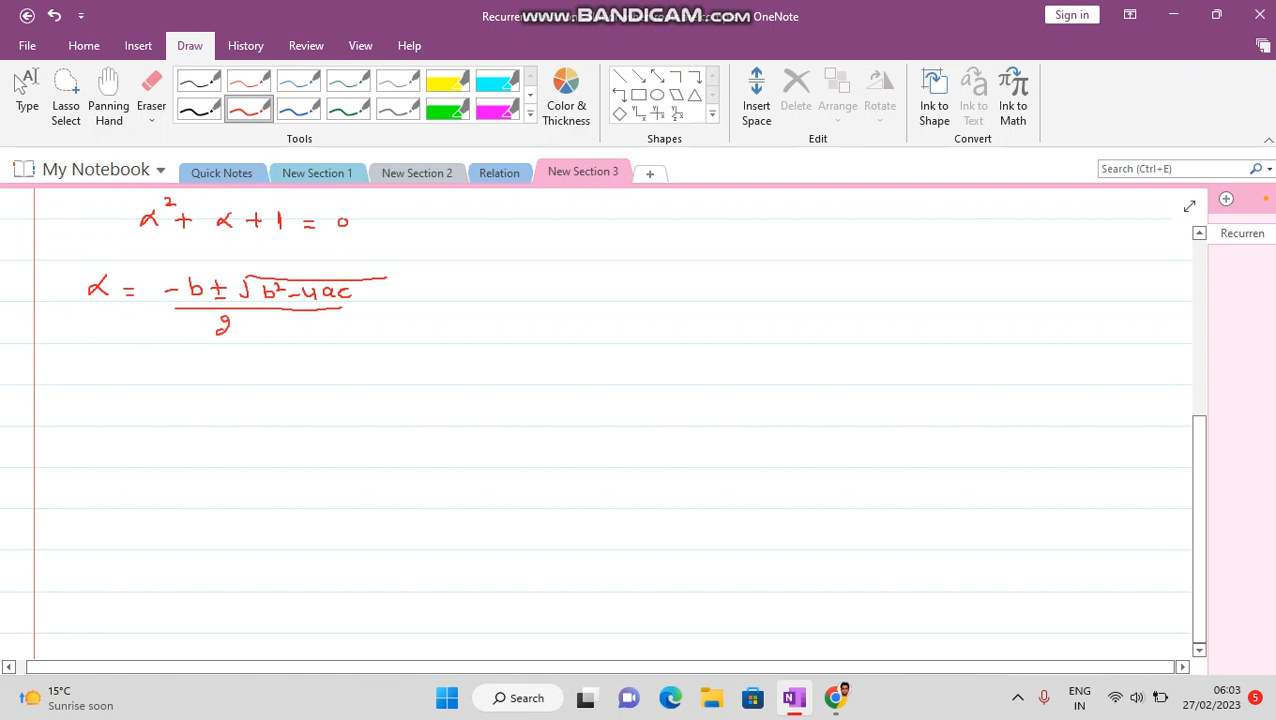 Recurren www.BANDICAM.com OneNote
Sign in
File Home Insert Draw History Review View Help
Type Lasso Select Panning Hand Eraser Color & Thickness Insert Space Delete Arrange Rotate Ink to Shape Ink to Text Ink to Math
Tools Shapes Edit Convert
My Notebook Quick Notes New Section 1 New Section 2 Relation New Section 3 Search (Ctrl+E)
α² + α + 1 = 0
Recurren
α = -b ± √b²-4ac
2
15°C
Sunrise soon
Search
ENG
IN
06:03
27/02/2023
5